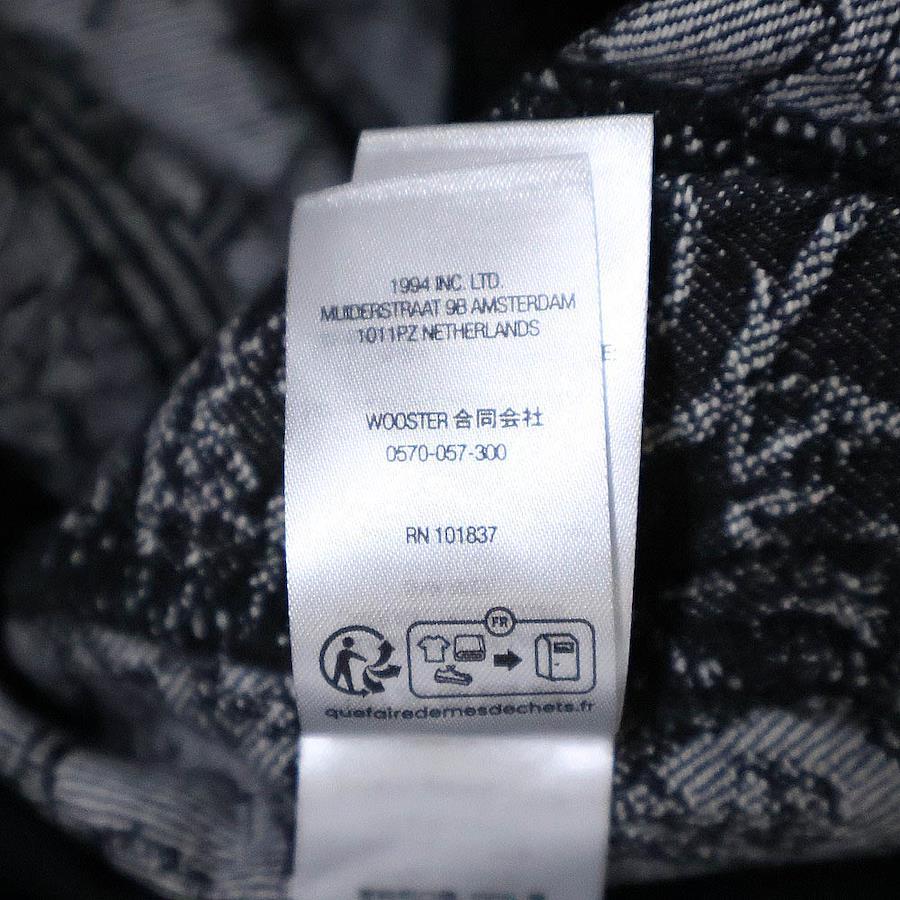 1994 INC. LTD.
MUIDERSTRAAT 9B AMSTERDAM
1011PZ NETHERLANDS
E:
WOOSTER 合同会社
0570-057-300
RN 101837
FR
quefairedemesdechets.fr